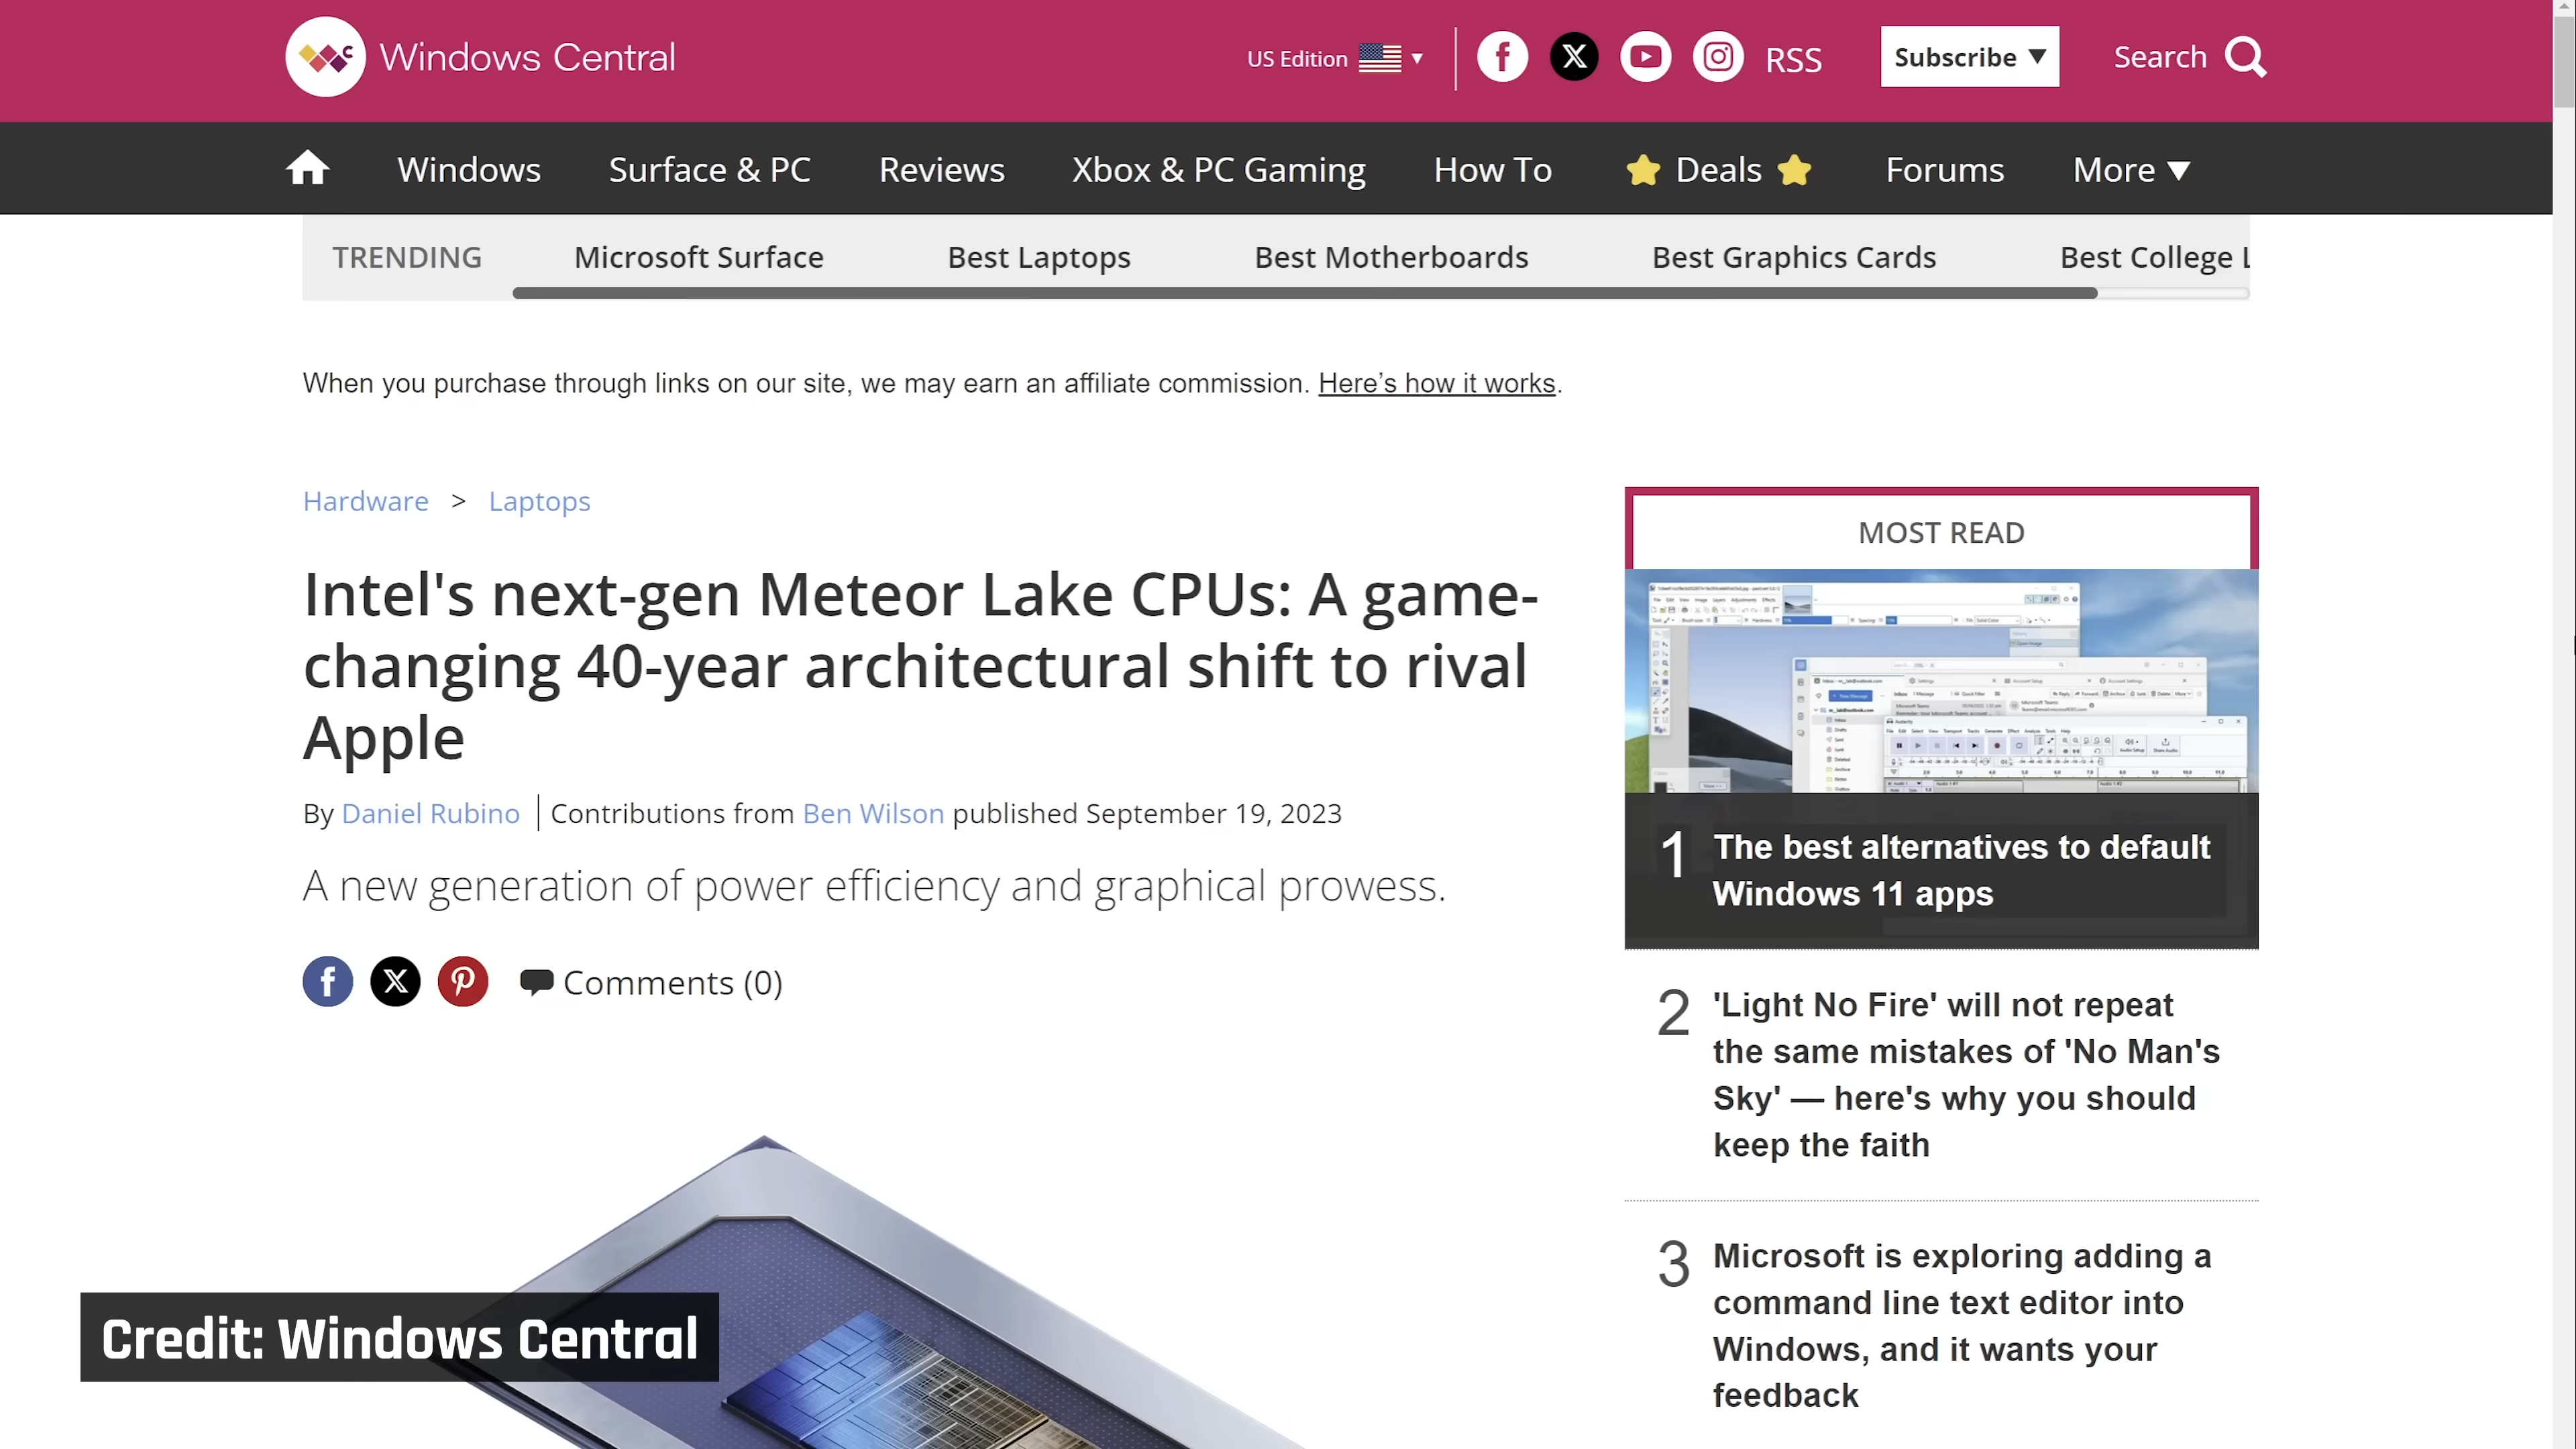 Windows Central
US Edition
RSS
Subscribe
Search
Windows
Surface & PC
Reviews
Xbox & PC Gaming
How To
Deals
Forums
More
TRENDING
Microsoft Surface
Best Laptops
Best Motherboards
Best Graphics Cards
Best College L
When you purchase through links on our site, we may earn an affiliate commission. Here’s how it works.
Hardware > Laptops
Intel's next-gen Meteor Lake CPUs: A game-
changing 40-year architectural shift to rival
Apple
By Daniel Rubino | Contributions from Ben Wilson published September 19, 2023
A new generation of power efficiency and graphical prowess.
Comments (0)
MOST READ
1 The best alternatives to default
Windows 11 apps
2 'Light No Fire' will not repeat
the same mistakes of 'No Man's
Sky' — here's why you should
keep the faith
3 Microsoft is exploring adding a
command line text editor into
Windows, and it wants your
feedback
Credit: Windows Central